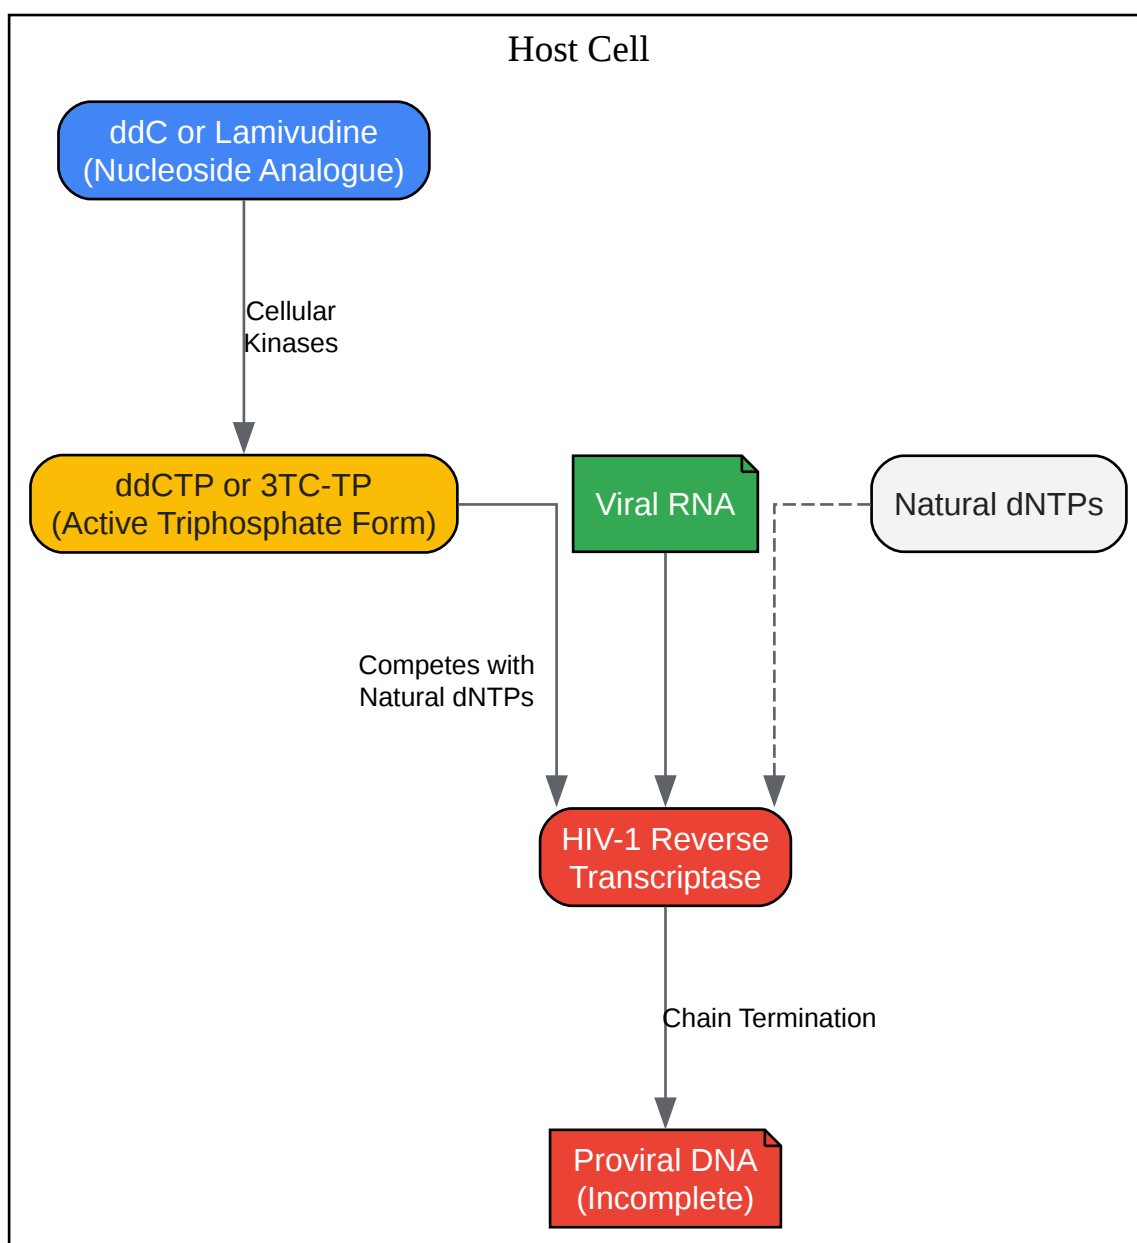 Host Cell
ddC or Lamivudine
(Nucleoside Analogue)
Cellular
Kinases
ddCTP or 3TC-TP
(Active Triphosphate Form)
Viral RNA
Natural dNTPs
Competes with
Natural dNTPs
HIV-1 Reverse
Transcriptase
Chain Termination
Proviral DNA
(Incomplete)